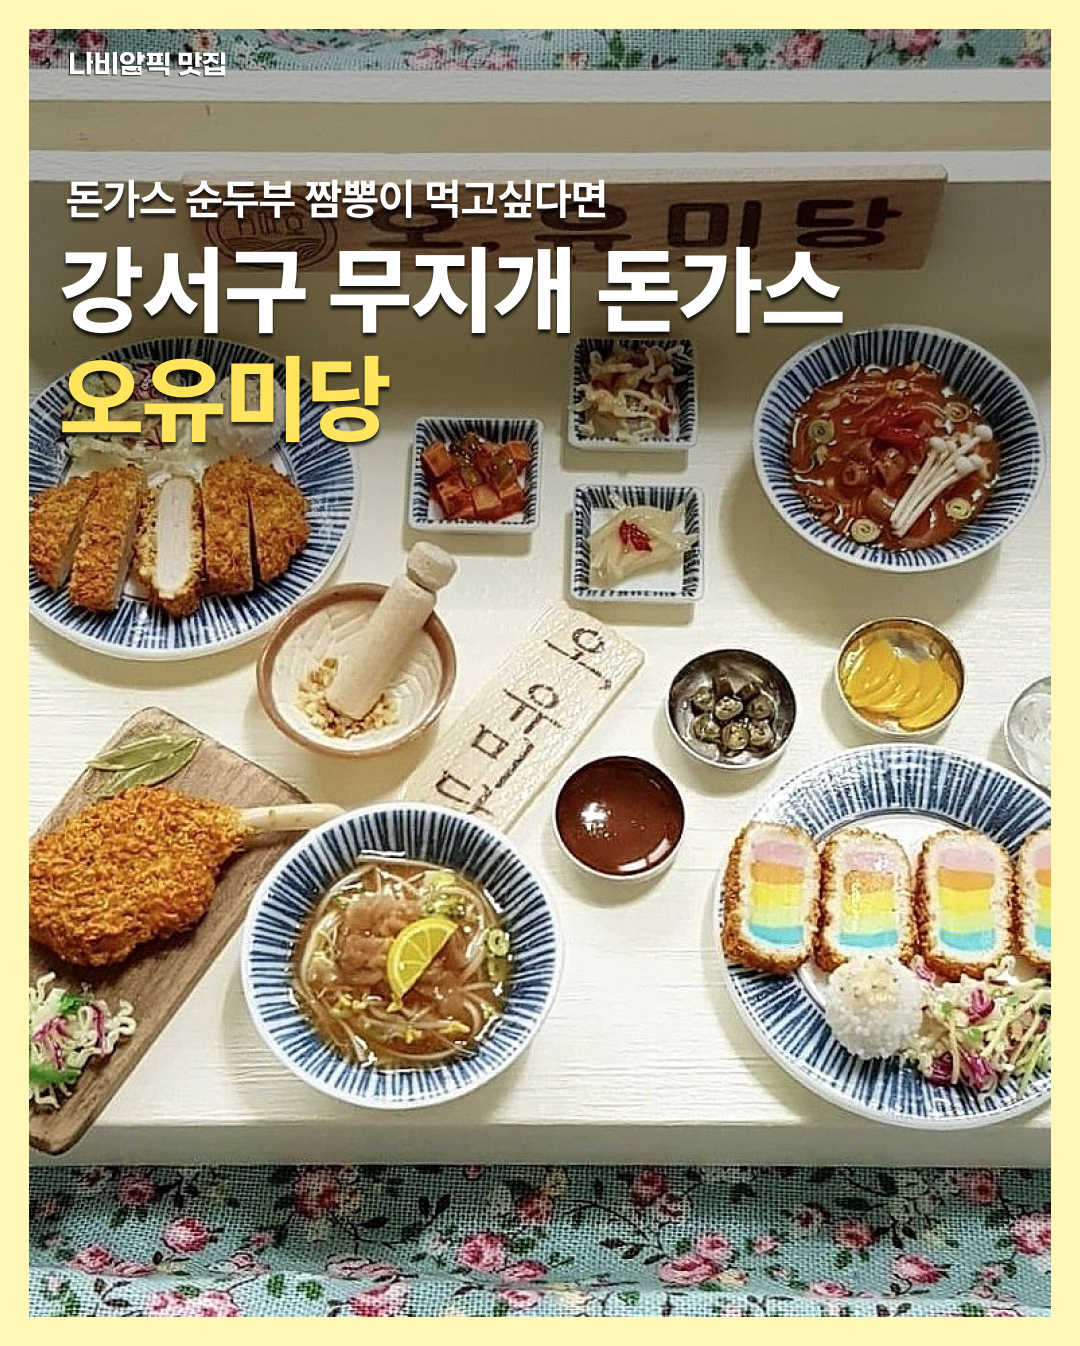 나비알픽 맛집
돈가스 순두부 짬뽕이 먹고싶다면
오.유미당
강서구 무지개 돈가스
오유미당
오.
유
미
당